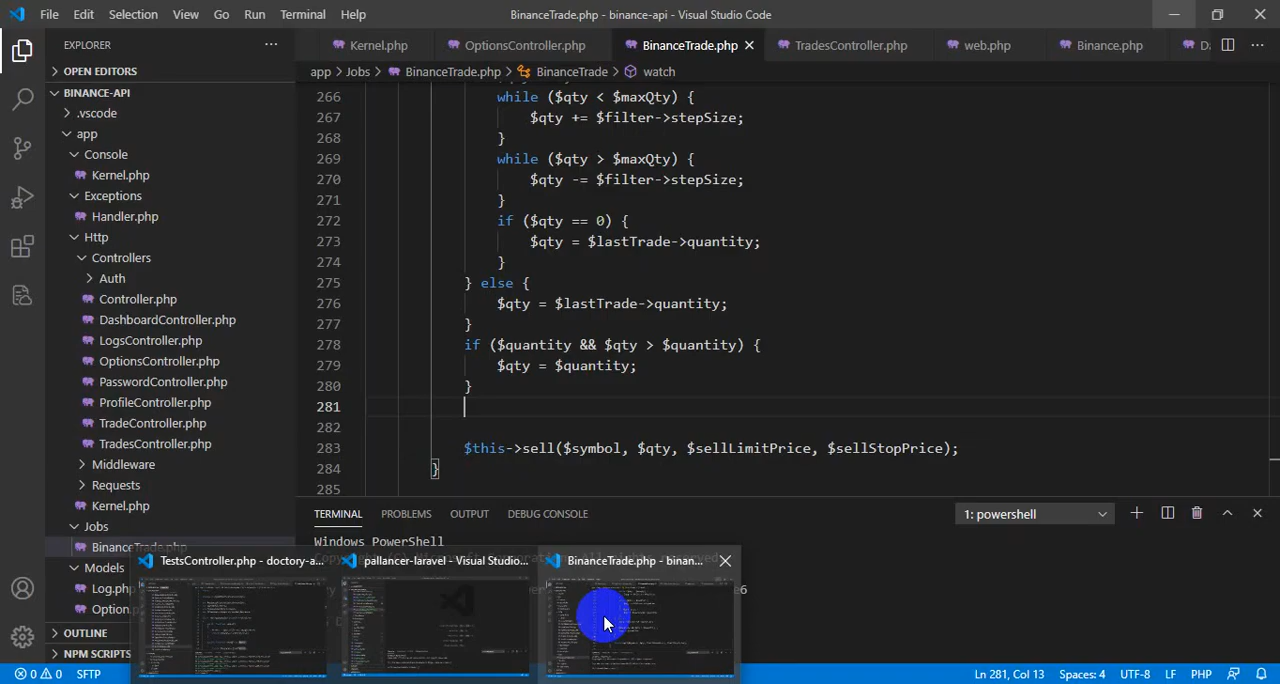 File Edit Selection View Go Run Terminal Help BinanceTrade.php - binance-api - Visual Studio Code
EXPLORER
Kernel.php OptionsController.php BinanceTrade.php TradesController.php web.php Binance.php
OPEN EDITORS
app > Jobs > BinanceTrade.php > BinanceTrade > watch
BINANCE-API
.vscode
app
Console
Kernel.php
Exceptions
Handler.php
Http
Controllers
Auth
Controller.php
DashboardController.php
LogsController.php
OptionsController.php
PasswordController.php
ProfileController.php
TradeController.php
TradesController.php
Middleware
Requests
Kernel.php
Jobs
BinanceTrade.php
Models
Log.php
Option.
OUTLINE
NPM SCRIPTS
266 while ($qty < $maxQty) {
267 $qty += $filter->stepSize;
268 }
269 while ($qty > $maxQty) {
270 $qty -= $filter->stepSize;
271 }
272 if ($qty == 0) {
273 $qty = $lastTrade->quantity;
274 }
275 } else {
276 $qty = $lastTrade->quantity;
277 }
278 if ($quantity && $qty > $quantity) {
279 $qty = $quantity;
280 }
281
282
283 $this->sell($symbol, $qty, $sellLimitPrice, $sellStopPrice);
284 }
285
TERMINAL PROBLEMS OUTPUT DEBUG CONSOLE 1: powershell
Windows PowerShell
TestsController.php - doctory-a... pallancer-laravel - Visual Studio... BinanceTrade.php - binan...
0 0 SFTP Ln 281, Col 13 Spaces: 4 UTF-8 LF PHP